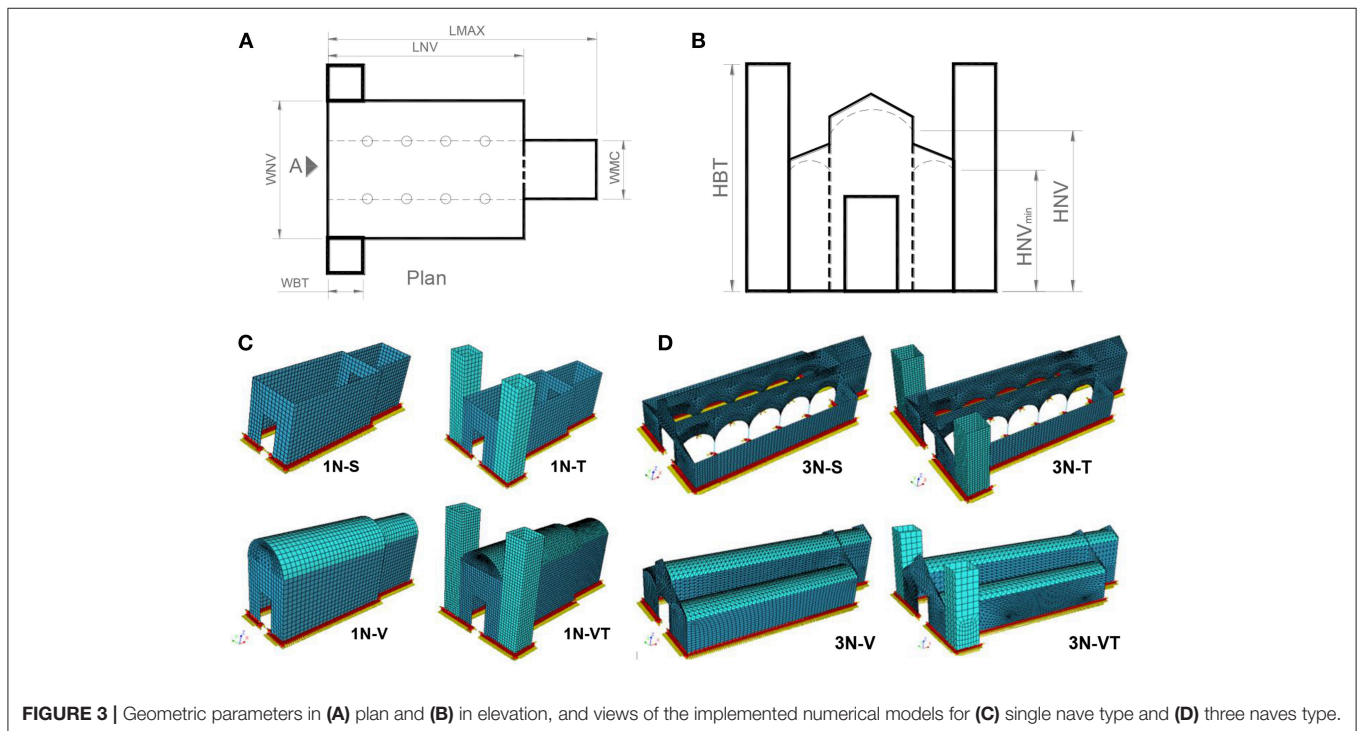 A
LMAX
LNV
WNV
A
WMC
WBT
Plan
B
HBT
HNVmin
HNV
C
1N-S
1N-T
1N-V
1N-VT
D
3N-S
3N-T
3N-V
3N-VT
FIGURE 3 | Geometric parameters in (A) plan and (B) in elevation, and views of the implemented numerical models for (C) single nave type and (D) three naves type.